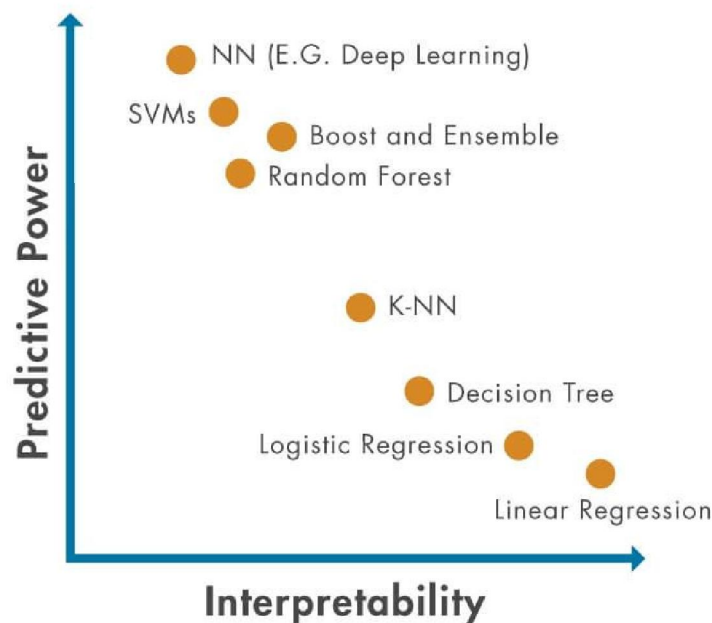 NN (E.G. Deep Learning)
SVMs
Boost and Ensemble
Random Forest
K-NN
Decision Tree
Logistic Regression
Linear Regression
Predictive Power
Interpretability